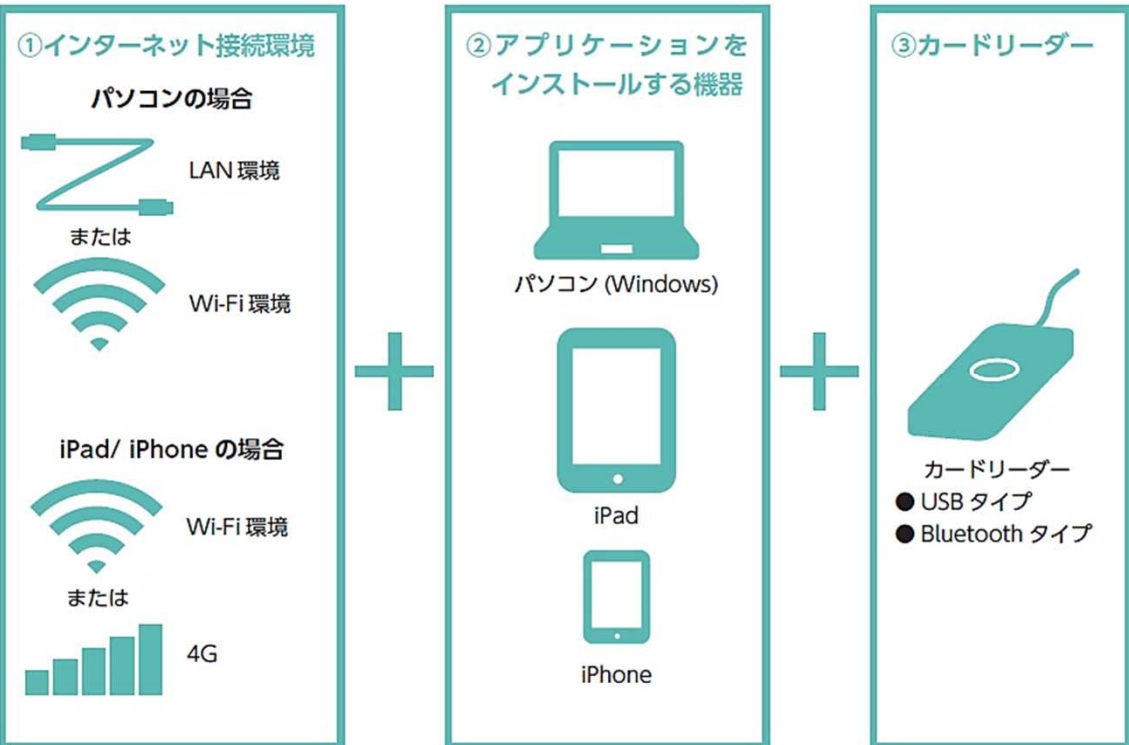 ①インターネット接続環境
パソコンの場合
LAN 環境
または
Wi-Fi 環境
iPad/ iPhone の場合
Wi-Fi 環境
または
4G
②アプリケーションを
インストールする機器
パソコン (Windows)
iPad
iPhone
③カードリーダー
カードリーダー
● USB タイプ
● Bluetooth タイプ